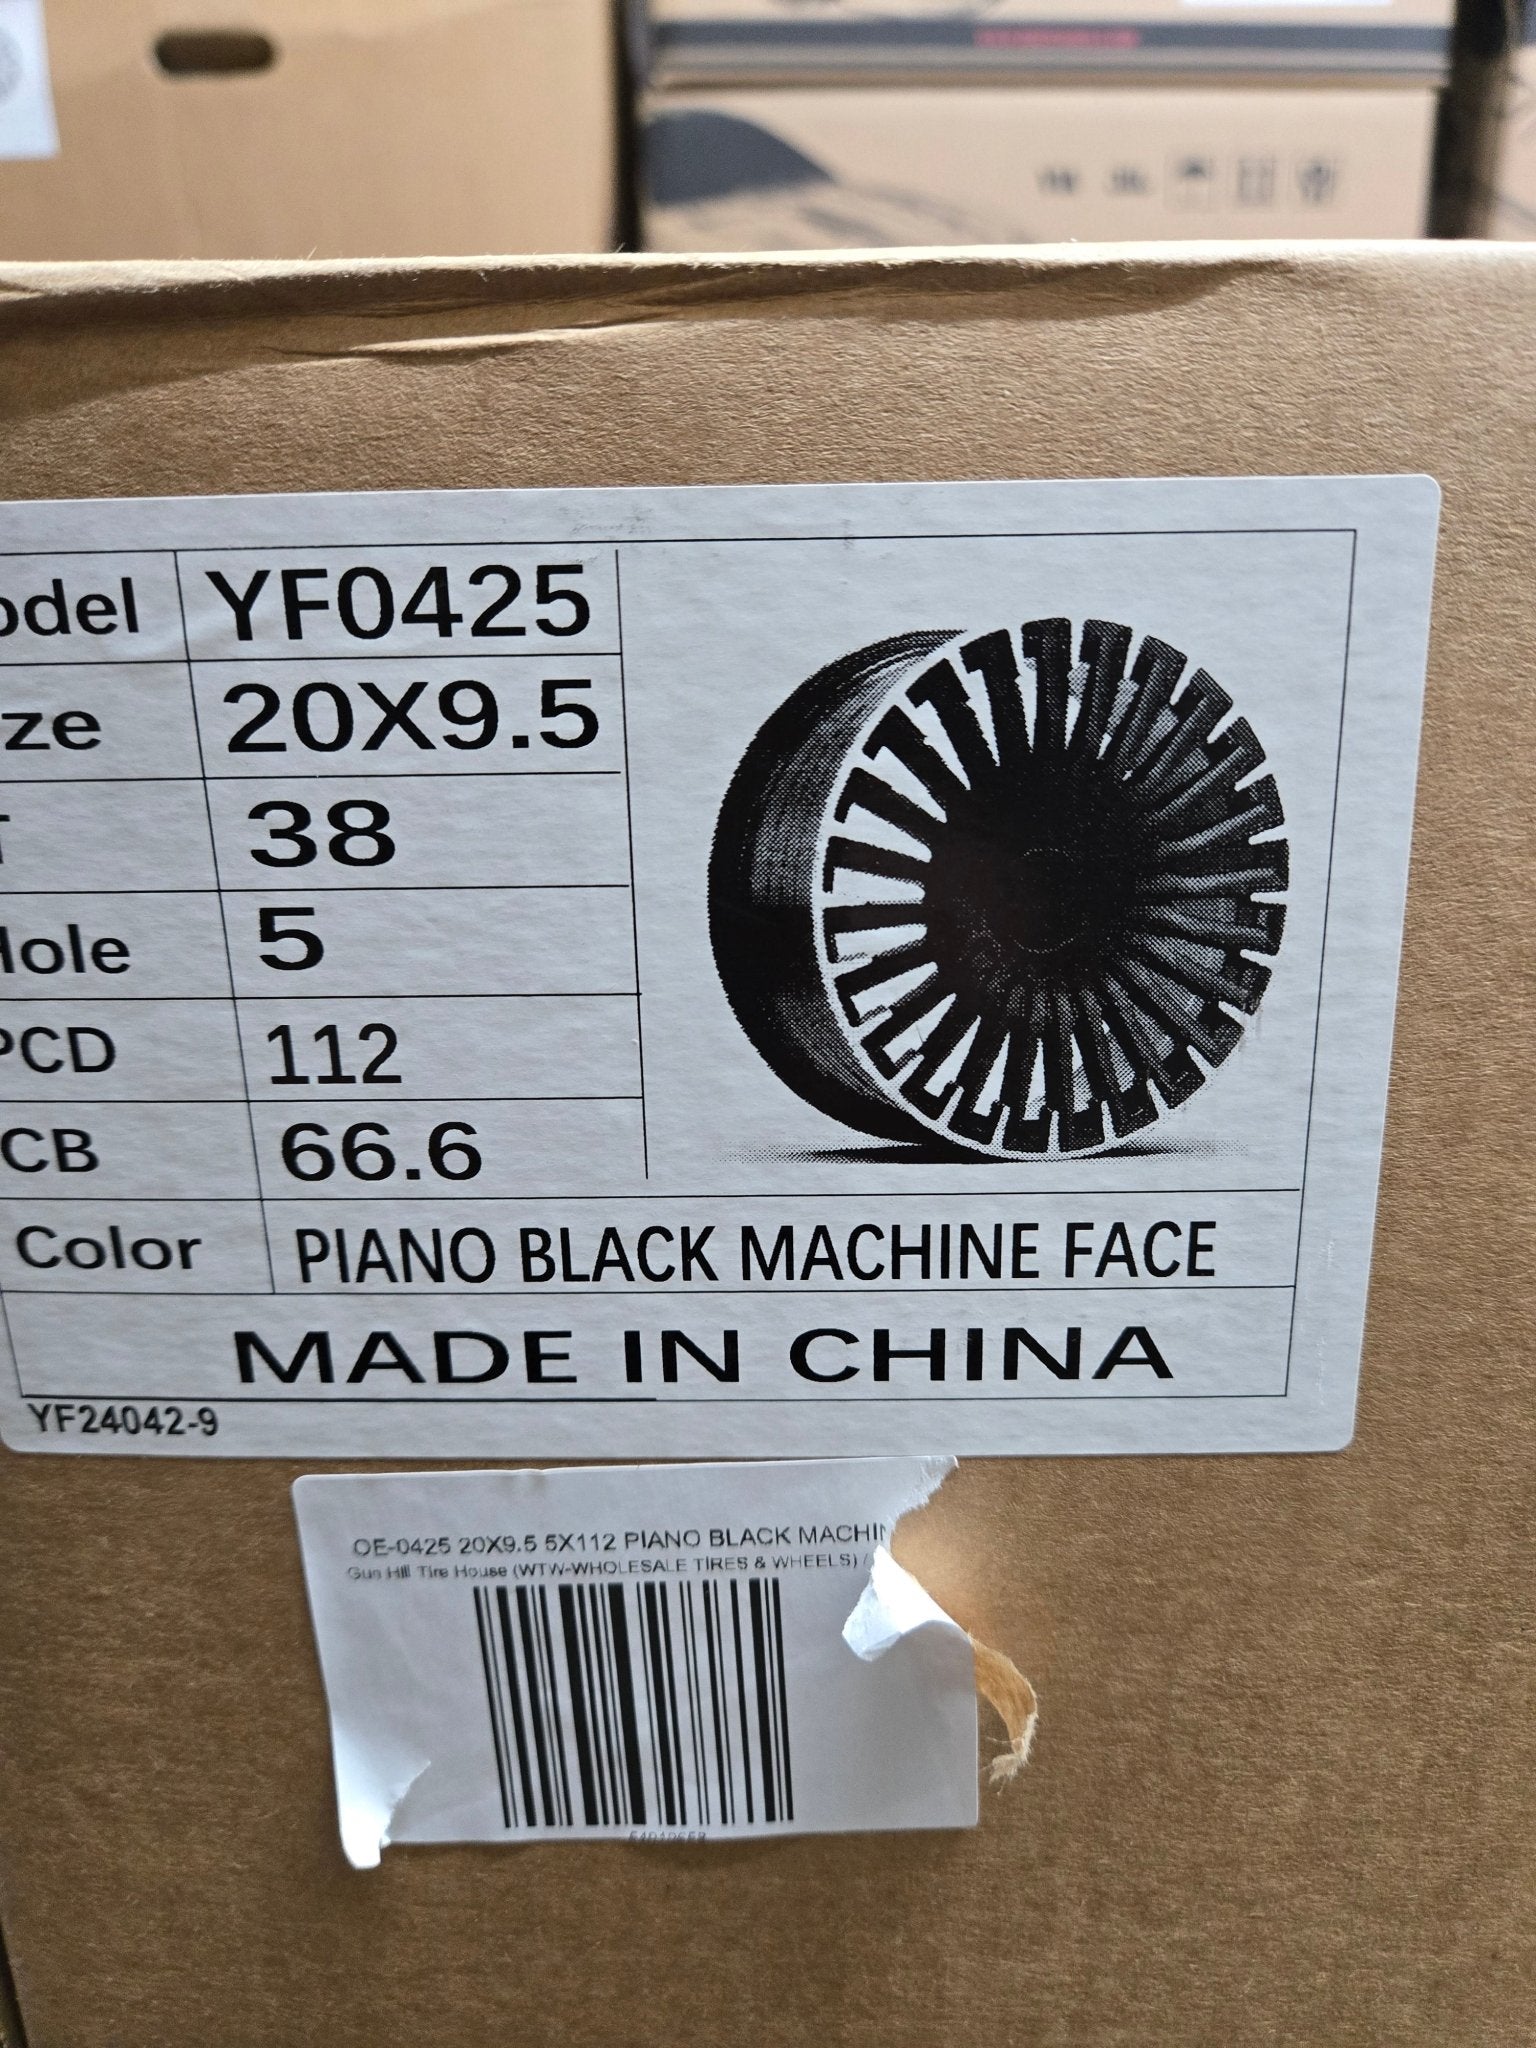 odel YF0425
ze 20X9.5
T 38
Hole 5
PCD 112
CB 66.6
Color PIANO BLACK MACHINE FACE
MADE IN CHINA
YF24042-9
OE-0425 20X9.5 5X112 PIANO BLACK MACHIN
Gun Hill Tire House (WTW-WHOLESALE TIRES & WHEELS) /